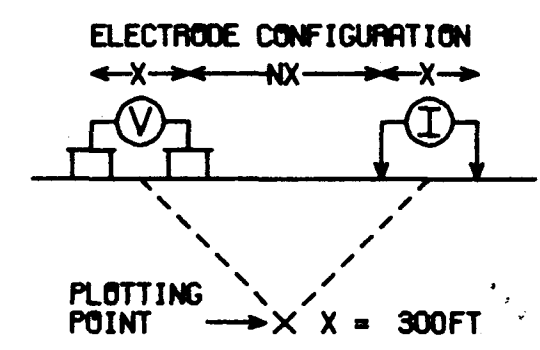 ELECTRODE CONFIGURATION
X NX X
V I
PLOTTING
POINT X X = 300FT